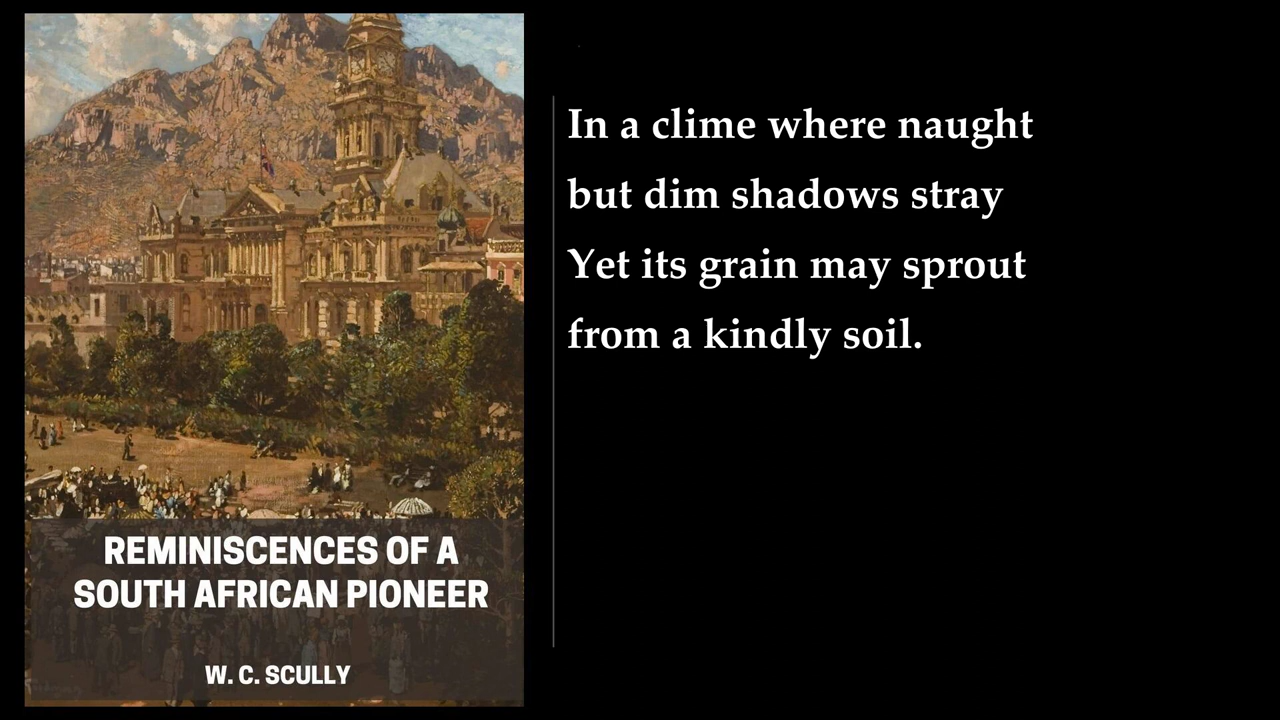 In a clime where naught
but dim shadows stray
Yet its grain may sprout
from a kindly soil.
REMINISCENCES OF A
SOUTH AFRICAN PIONEER
W. C. SCULLY